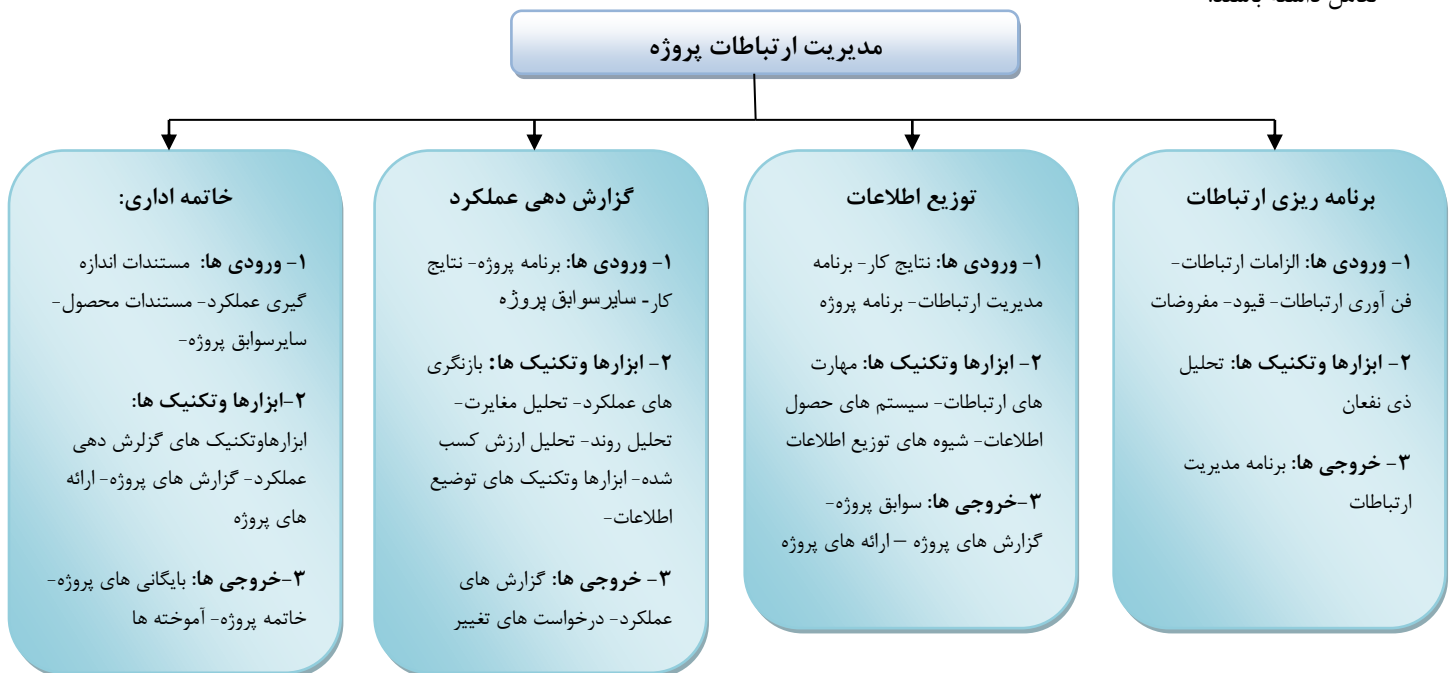 مدیریت ارتباطات پروژه
برنامه ریزی ارتباطات
۱- ورودی ها: الزامات ارتباطات-
فن آوری ارتباطات- قیود- مفروضات
۲- ابزارها وتکنیک ها: تحلیل
ذی نفعان
۳- خروجی ها: برنامه مدیریت
ارتباطات
توزیع اطلاعات
۱- ورودی ها: نتایج کار- برنامه
مدیریت ارتباطات- برنامه پروژه
۲- ابزارها وتکنیک ها: مهارت
های ارتباطات- سیستم های حصول
اطلاعات- شیوه های توزیع اطلاعات
۳-خروجی ها: سوابق پروژه-
گزارش های پروژه – ارائه های پروژه
گزارش دهی عملکرد
۱- ورودی ها: برنامه پروژه- نتایج
کار- سایرسوابق پروژه
۲- ابزارها وتکنیک ها: بازنگری
های عملکرد- تحلیل مغایرت-
تحلیل روند- تحلیل ارزش کسب
شده- ابزارها وتکنیک های توضیع
اطلاعات-
۳- خروجی ها: گزارش های
عملکرد- درخواست های تغییر
خاتمه اداری:
۱- ورودی ها: مستندات اندازه
گیری عملکرد- مستندات محصول-
سایرسوابق پروژه-
۲-ابزارها وتکنیک ها:
ابزارهاوتکنیک های گزلرش دهی
عملکرد- گزارش های پروژه- ارائه
های پروژه
۳-خروجی ها: بایگانی های پروژه-
خاتمه پروژه- آموخته ها